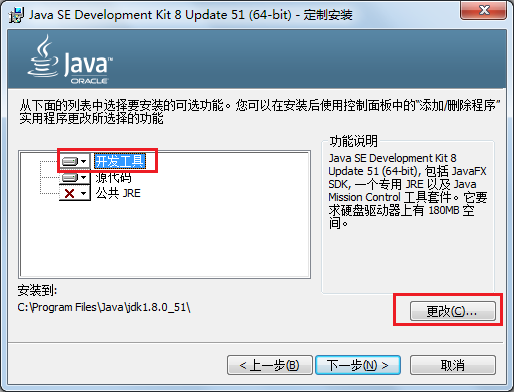 Java SE Development Kit 8 Update 51 (64-bit) - 定制安装
Java
ORACLE
从下面的列表中选择要安装的可选功能。您可以在安装后使用控制面板中的“添加/删除程序”
实用程序更改所选择的功能
开发工具
源代码
公共 JRE
功能说明
Java SE Development Kit 8
Update 51 (64-bit), 包括 JavaFX
SDK, 一个专用 JRE 以及 Java
Mission Control 工具套件。它要
求硬盘驱动器上有 180MB 空
间。
安装到:
C:\Program Files\Java\jdk1.8.0_51\
更改(C)...
< 上一步(B)
下一步(N) >
取消